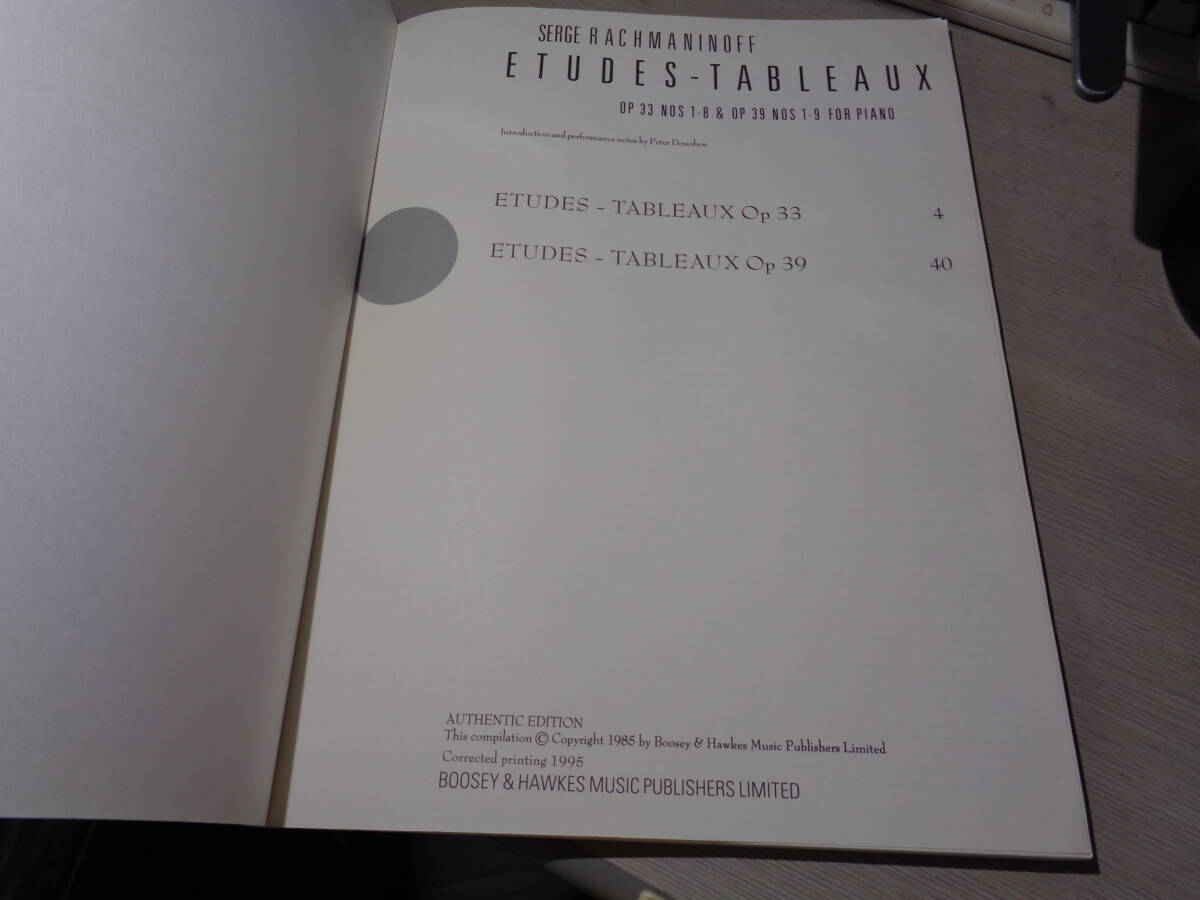 SERGE RACHMANINOFF
ETUDES-TABLEAUX
OP 33 NOS 1-8 & OP 39 NOS 1-9 FOR PIANO
Introduction and performance notes by Peter Donohoe
ETUDES - TABLEAUX Op 33 4
ETUDES - TABLEAUX Op 39 40
AUTHENTIC EDITION
This compilation © Copyright 1985 by Boosey & Hawkes Music Publishers Limited
Corrected printing 1995
BOOSEY & HAWKES MUSIC PUBLISHERS LIMITED